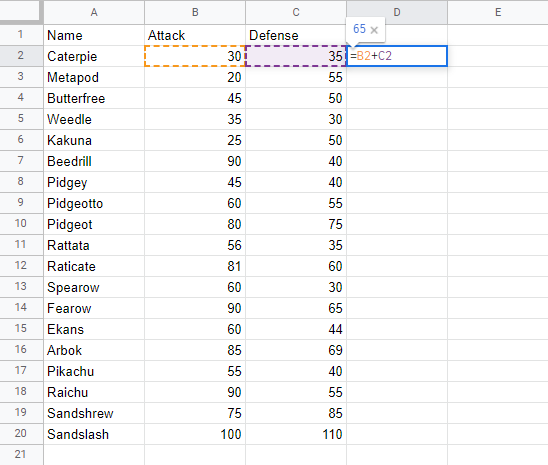 A B C D E
65 ×
1 Name Attack Defense
2 Caterpie 30 35 =B2+C2
3 Metapod 20 55
4 Butterfree 45 50
5 Weedle 35 30
6 Kakuna 25 50
7 Beedrill 90 40
8 Pidgey 45 40
9 Pidgeotto 60 55
10 Pidgeot 80 75
11 Rattata 56 35
12 Raticate 81 60
13 Spearow 60 30
14 Fearow 90 65
15 Ekans 60 44
16 Arbok 85 69
17 Pikachu 55 40
18 Raichu 90 55
19 Sandshrew 75 85
20 Sandslash 100 110
21